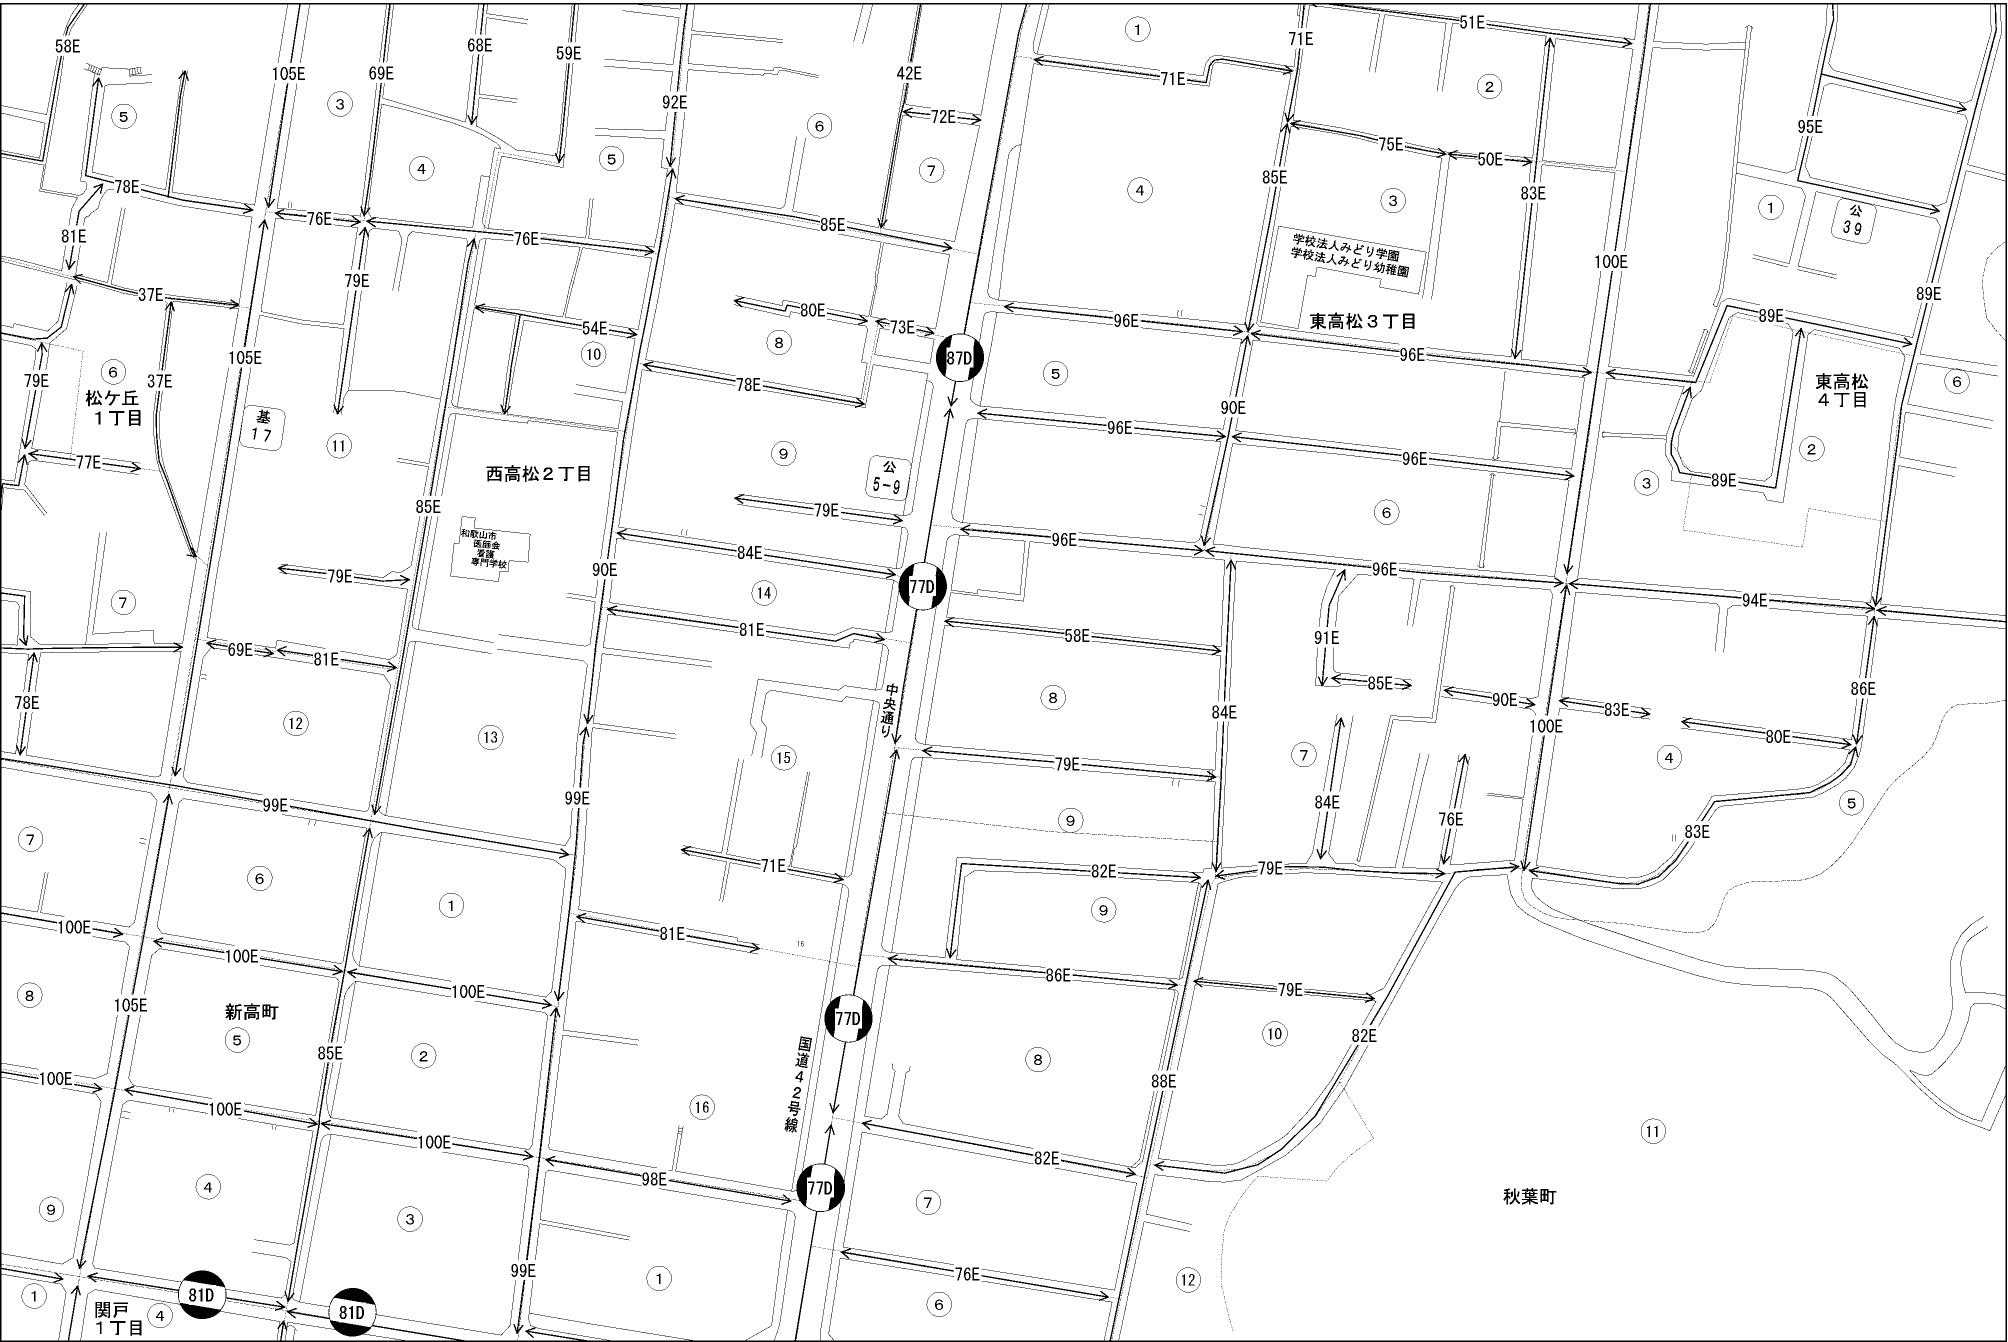 58E
105E
69E
68E
59E
92E
42E
72E
①
71E
71E
51E
②
⑤
③
④
⑤
⑥
⑦
④
75E
50E
③
83E
95E
①
公
39
78E
81E
76E
76E
79E
85E
85E
学校法人みどり学園
学校法人みどり幼稚園
100E
89E
37E
105E
54E
⑩
80E
73E
⑧
87D
96E
東高松3丁目
96E
89E
79E
⑥
37E
松ケ丘
1丁目
基
17
⑪
78E
⑤
90E
東高松
4丁目
⑥
77E
西高松2丁目
⑨
公
5-9
96E
96E
②
③
89E
85E
79E
⑥
和歌山市
医師会
看護
専門学校
79E
90E
84E
77D
96E
96E
⑦
⑭
94E
69E
81E
81E
58E
91E
85E
90E
83E
86E
78E
⑫
⑬
中央通り
⑧
84E
100E
80E
⑮
79E
⑦
④
99E
99E
84E
76E
⑤
83E
⑦
⑨
⑥
①
71E
82E
79E
100E
100E
81E
16
⑨
100E
86E
79E
⑧
105E
新高町
⑤
85E
②
77D
国道42号線
⑧
⑩
82E
100E
100E
88E
⑯
100E
82E
⑪
98E
77D
⑨
④
③
⑦
秋葉町
99E
①
76E
⑥
⑫
①
関戸
1丁目
④
81D
81D